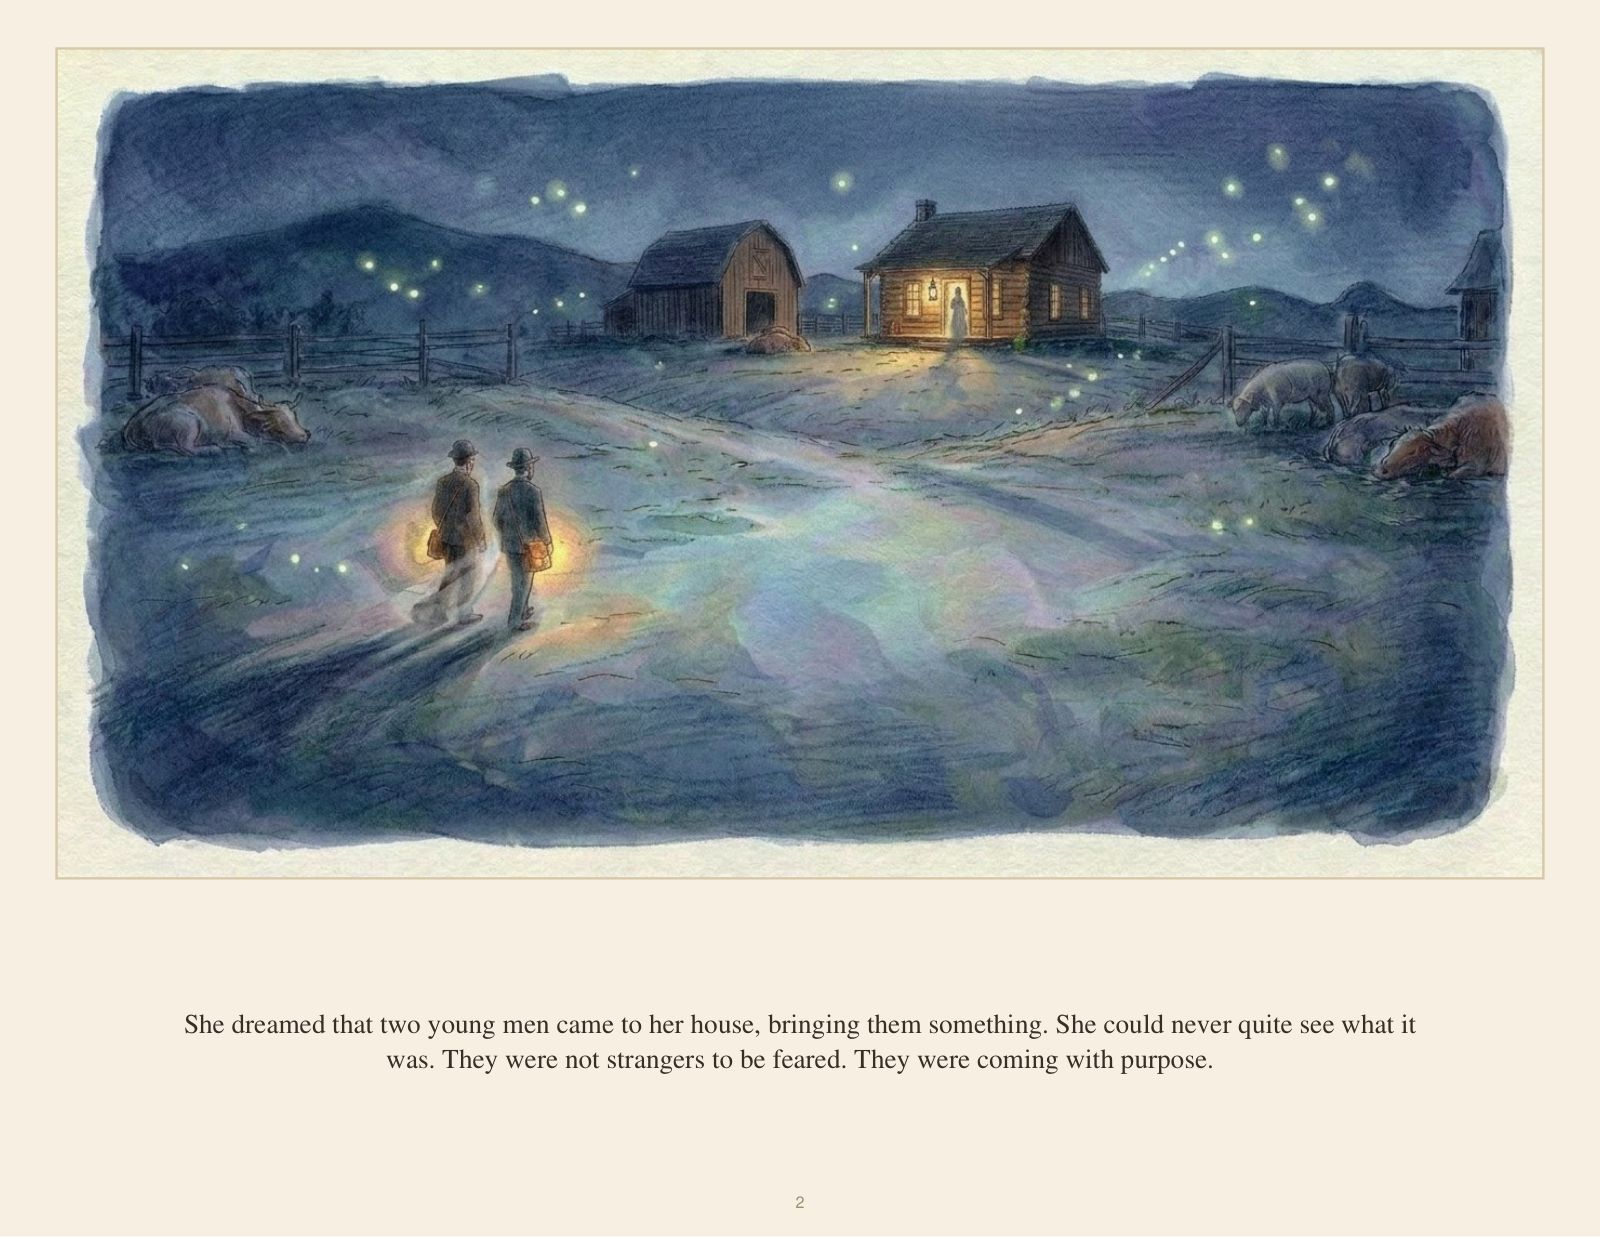 She dreamed that two young men came to her house, bringing them something. She could never quite see what it
was. They were not strangers to be feared. They were coming with purpose.
2